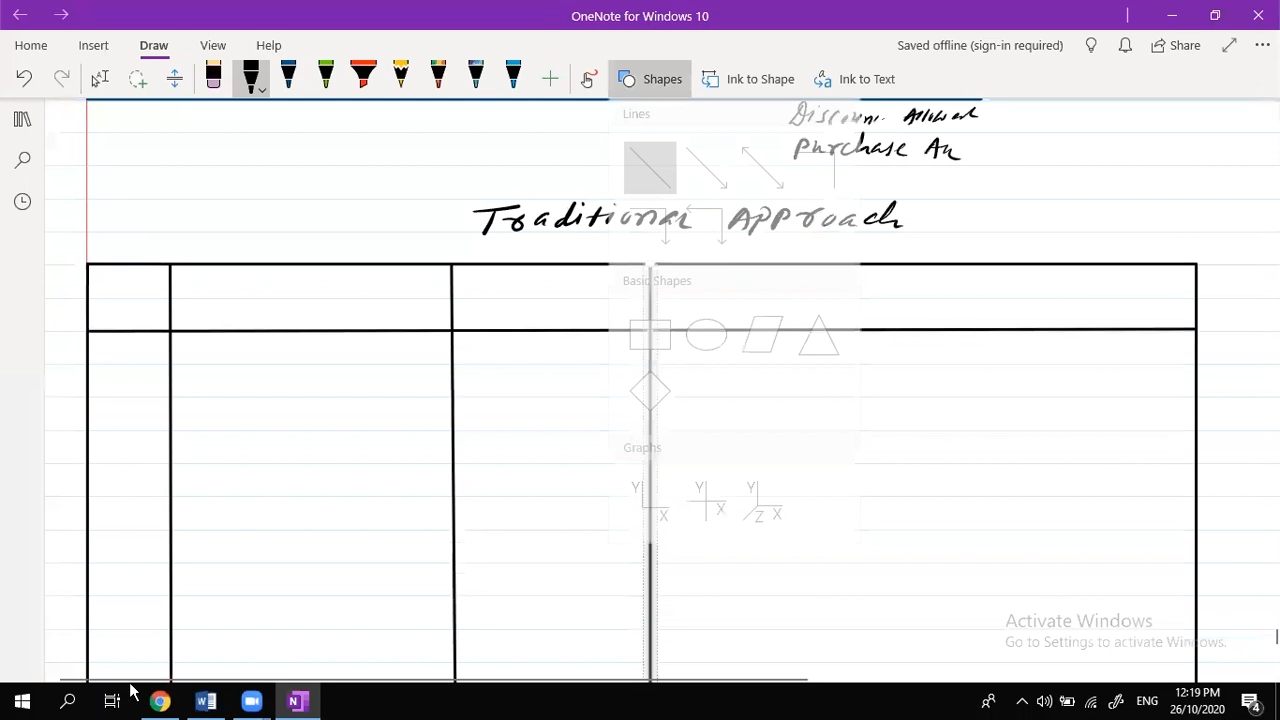 OneNote for Windows 10
Home Insert Draw View Help
Saved offline (sign-in required)
Share
Shapes
Ink to Shape
Ink to Text
Lines
Allowed
Purchase
Traditional Approach
Basic Shapes
Graphs
Y X
Y X
Y Z X
Activate Windows
Go to Settings to activate Windows.
W
N
ENG
12:19 PM
26/10/2020
4